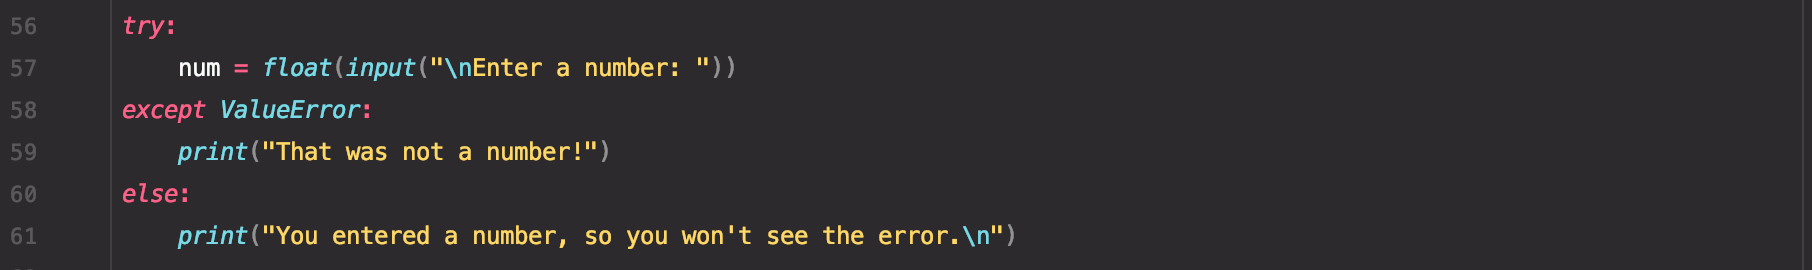 56 try:
57 num = float(input("\nEnter a number: "))
58 except ValueError:
59 print("That was not a number!")
60 else:
61 print("You entered a number, so you won't see the error.\n")